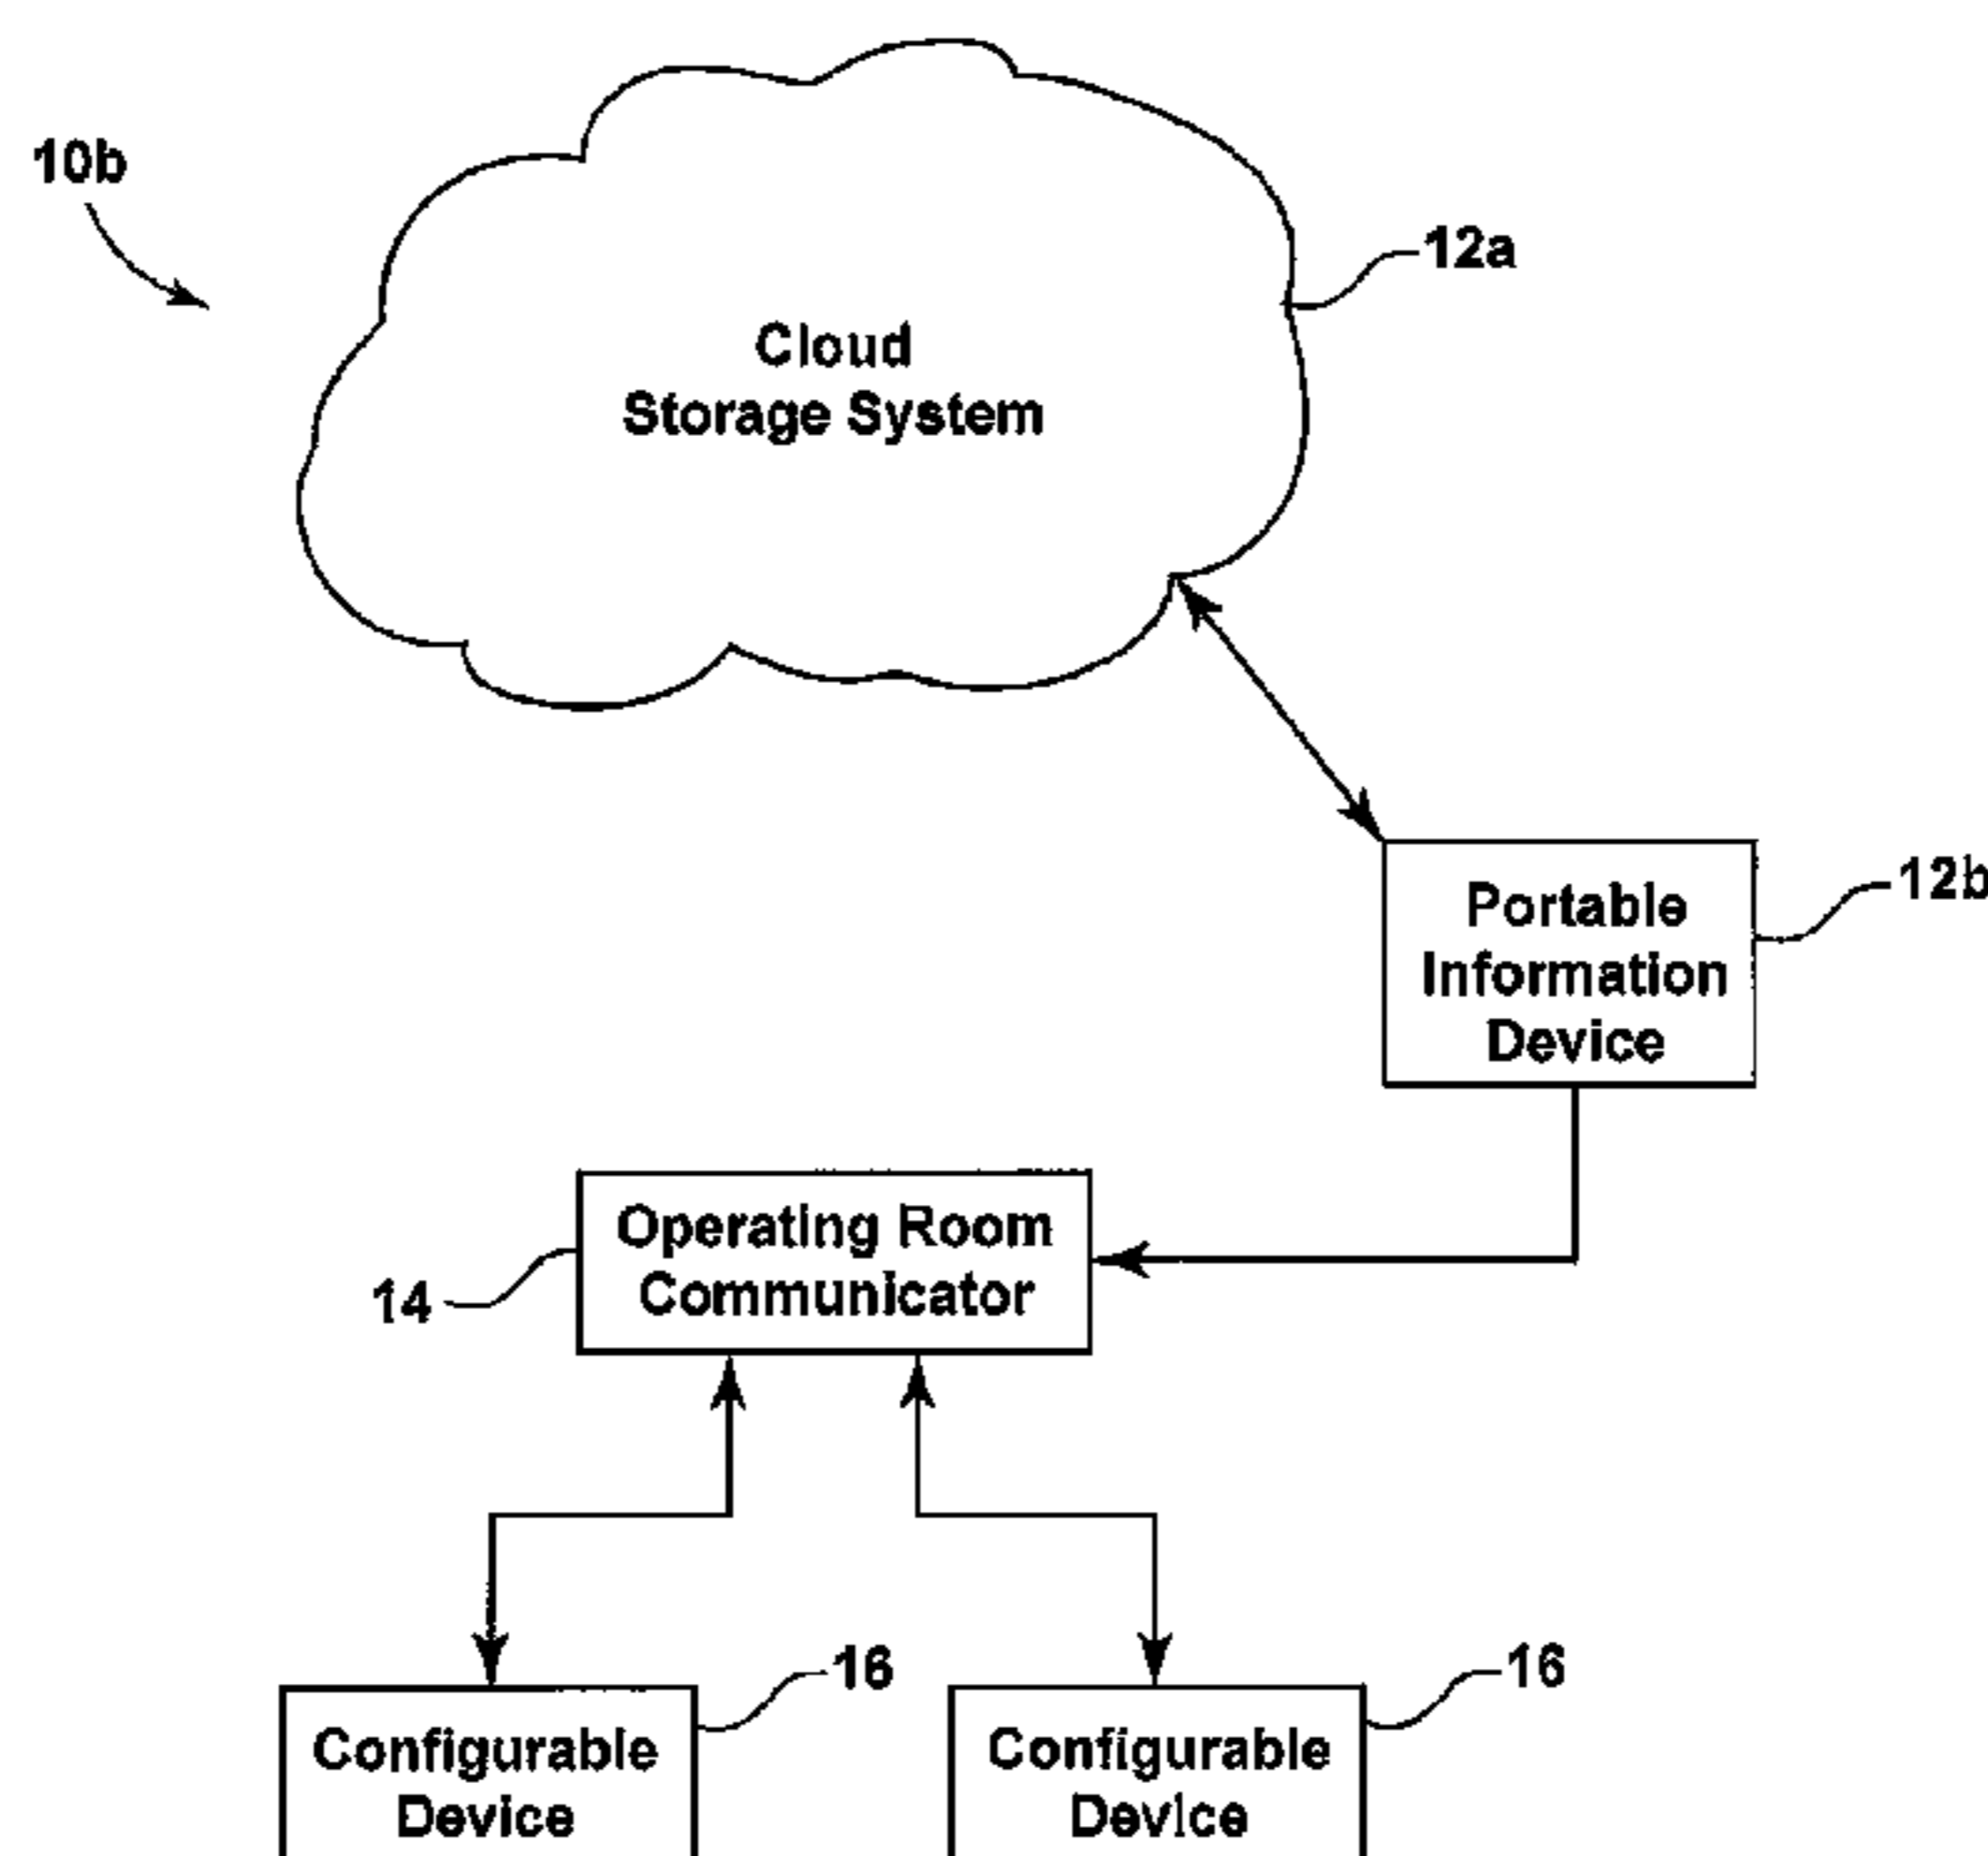 10b
12a
Cloud
Storage System
12b
Portable
Information
Device
Operating Room
Communicator
14
16
16
Configurable
Device
Configurable
Device